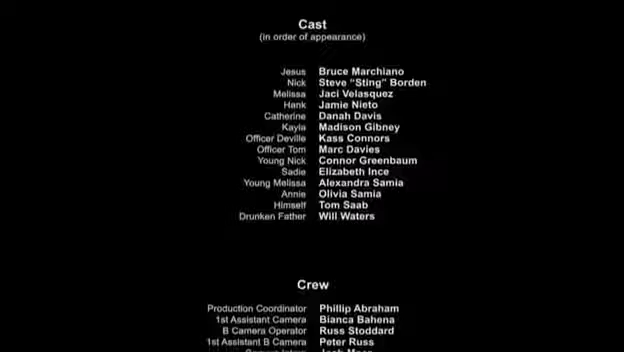 Cast
(in order of appearance)
Jesus Bruce Marchiano
Nick Steve "Sting" Borden
Melissa Jaci Velasquez
Hank Jamie Nieto
Catherine Danah Davis
Kayla Madison Gibney
Officer Deville Kass Connors
Officer Tom Marc Davies
Young Nick Connor Greenbaum
Sadie Elizabeth Ince
Young Melissa Alexandra Samia
Annie Olivia Samia
Himself Tom Saab
Drunken Father Will Waters
Crew
Production Coordinator Phillip Abraham
1st Assistant Camera Bianca Bahena
B Camera Operator Russ Stoddard
1st Assistant B Camera Peter Russ